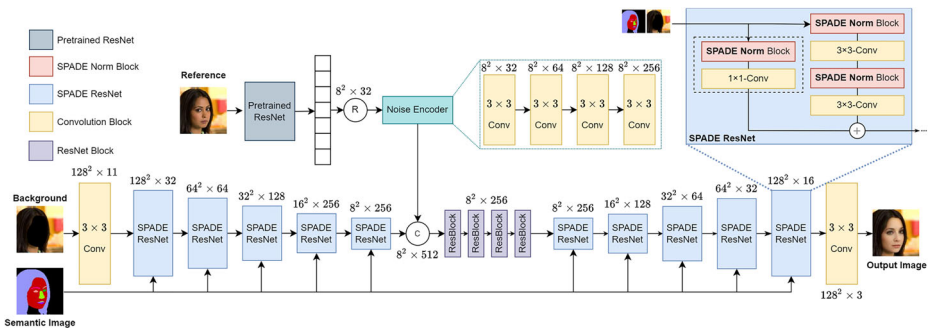 Pretrained ResNet
SPADE Norm Block
SPADE ResNet
Convolution Block
ResNet Block
Reference
Pretrained
ResNet
8² × 32
R
Noise Encoder
8² × 32
8² × 64
8² × 128
8² × 256
3 × 3
Conv
3 × 3
Conv
3 × 3
Conv
3 × 3
Conv
SPADE Norm Block
1×1-Conv
SPADE Norm Block
3×3-Conv
SPADE Norm Block
3×3-Conv
+
SPADE ResNet
Background
128² × 11
3 × 3
Conv
128² × 32
SPADE
ResNet
64² × 64
SPADE
ResNet
32² × 128
SPADE
ResNet
16² × 256
SPADE
ResNet
8² × 256
SPADE
ResNet
C
8² × 512
8² × 256
ResBlock
ResBlock
ResBlock
ResBlock
8² × 256
SPADE
ResNet
16² × 128
SPADE
ResNet
32² × 64
SPADE
ResNet
64² × 32
SPADE
ResNet
128² × 16
SPADE
ResNet
3 × 3
Conv
128² × 3
Output Image
Semantic Image